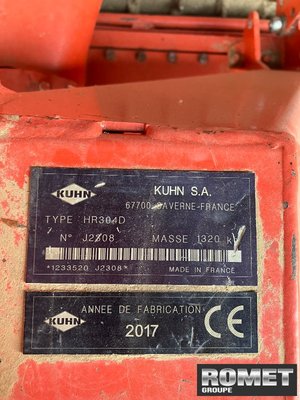 KUHN
KUHN S.A.
67700 SAVERNE-FRANCE
TYPE HR304D
N° J2308 MASSE 1320 kg
*1233520 J2308*
MADE IN FRANCE
KUHN
ANNEE DE FABRICATION
2017
CE
ROMET
GROUPE